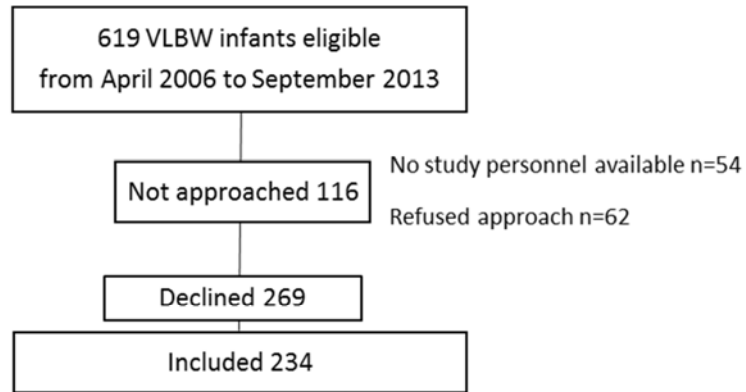 619 VLBW infants eligible
from April 2006 to September 2013
Not approached 116
No study personnel available n=54
Refused approach n=62
Declined 269
Included 234